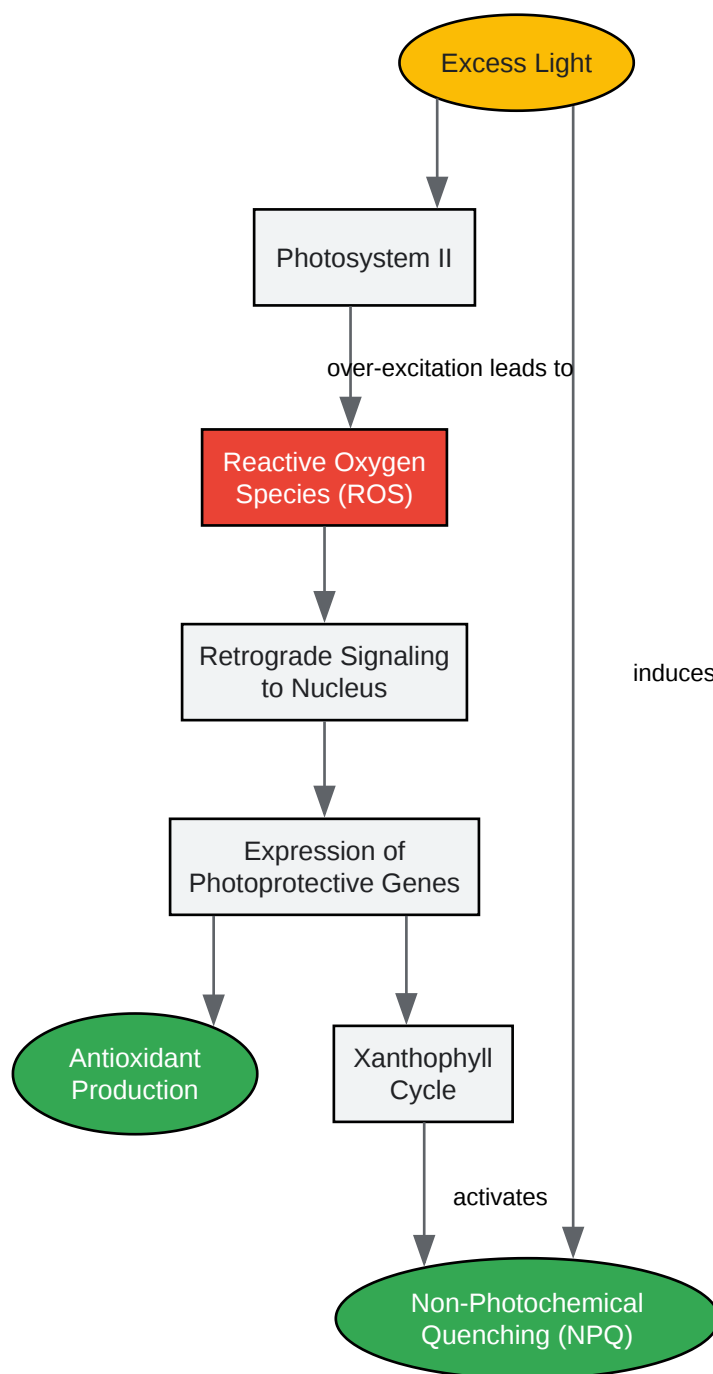 Excess Light
Photosystem II
over-excitation leads to
Reactive Oxygen
Species (ROS)
Retrograde Signaling
to Nucleus
induces
Expression of
Photoprotective Genes
Antioxidant
Production
Xanthophyll
Cycle
activates
Non-Photochemical
Quenching (NPQ)